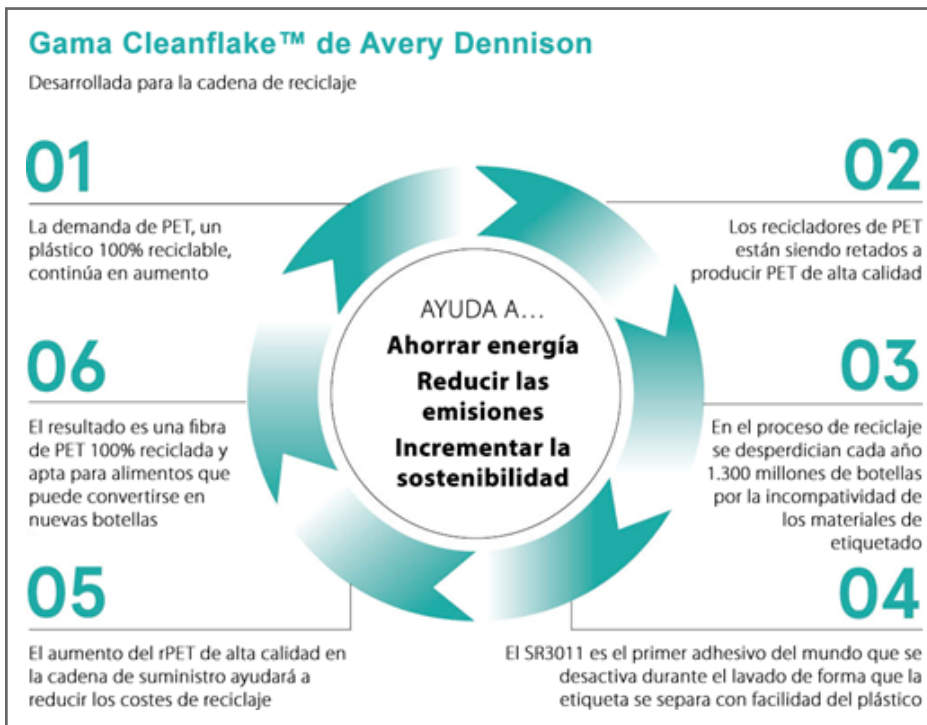 Gama Cleanflake™ de Avery Dennison
Desarrollada para la cadena de reciclaje
01
La demanda de PET, un
plástico 100% reciclable,
continúa en aumento
02
Los recicladores de PET
están siendo retados a
producir PET de alta calidad
AYUDA A...
Ahorrar energía
Reducir las
emisiones
Incrementar la
sostenibilidad
03
En el proceso de reciclaje
se desperdician cada año
1.300 millones de botellas
por la incompatividad de
los materiales de
etiquetado
04
El SR3011 es el primer adhesivo del mundo que se
desactiva durante el lavado de forma que la
etiqueta se separa con facilidad del plástico
05
El aumento del rPET de alta calidad en
la cadena de suministro ayudará a
reducir los costes de reciclaje
06
El resultado es una fibra
de PET 100% reciclada y
apta para alimentos que
puede convertirse en
nuevas botellas